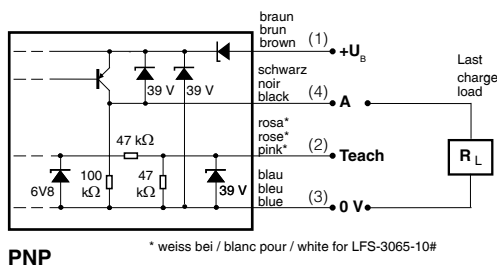 braun
brun
brown
(1)
+U_B
schwarz
noir
black
(4)
A
Last
charge
load
39 V
39 V
rosa*
rose*
pink*
(2)
Teach
47 kΩ
R_L
6V8
100
kΩ
47
kΩ
39 V
blau
bleu
blue
(3)
0 V
* weiss bei / blanc pour / white for LFS-3065-10#
PNP